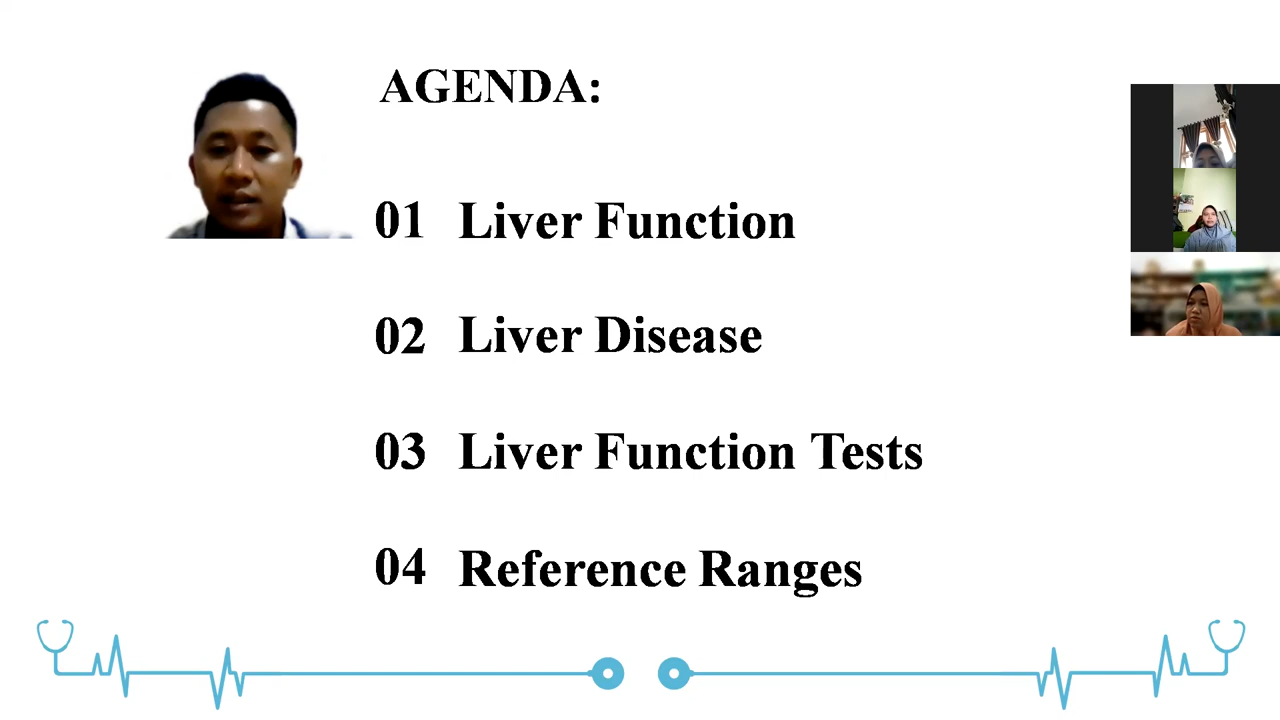 AGENDA:
01 Liver Function
02 Liver Disease
03 Liver Function Tests
04 Reference Ranges